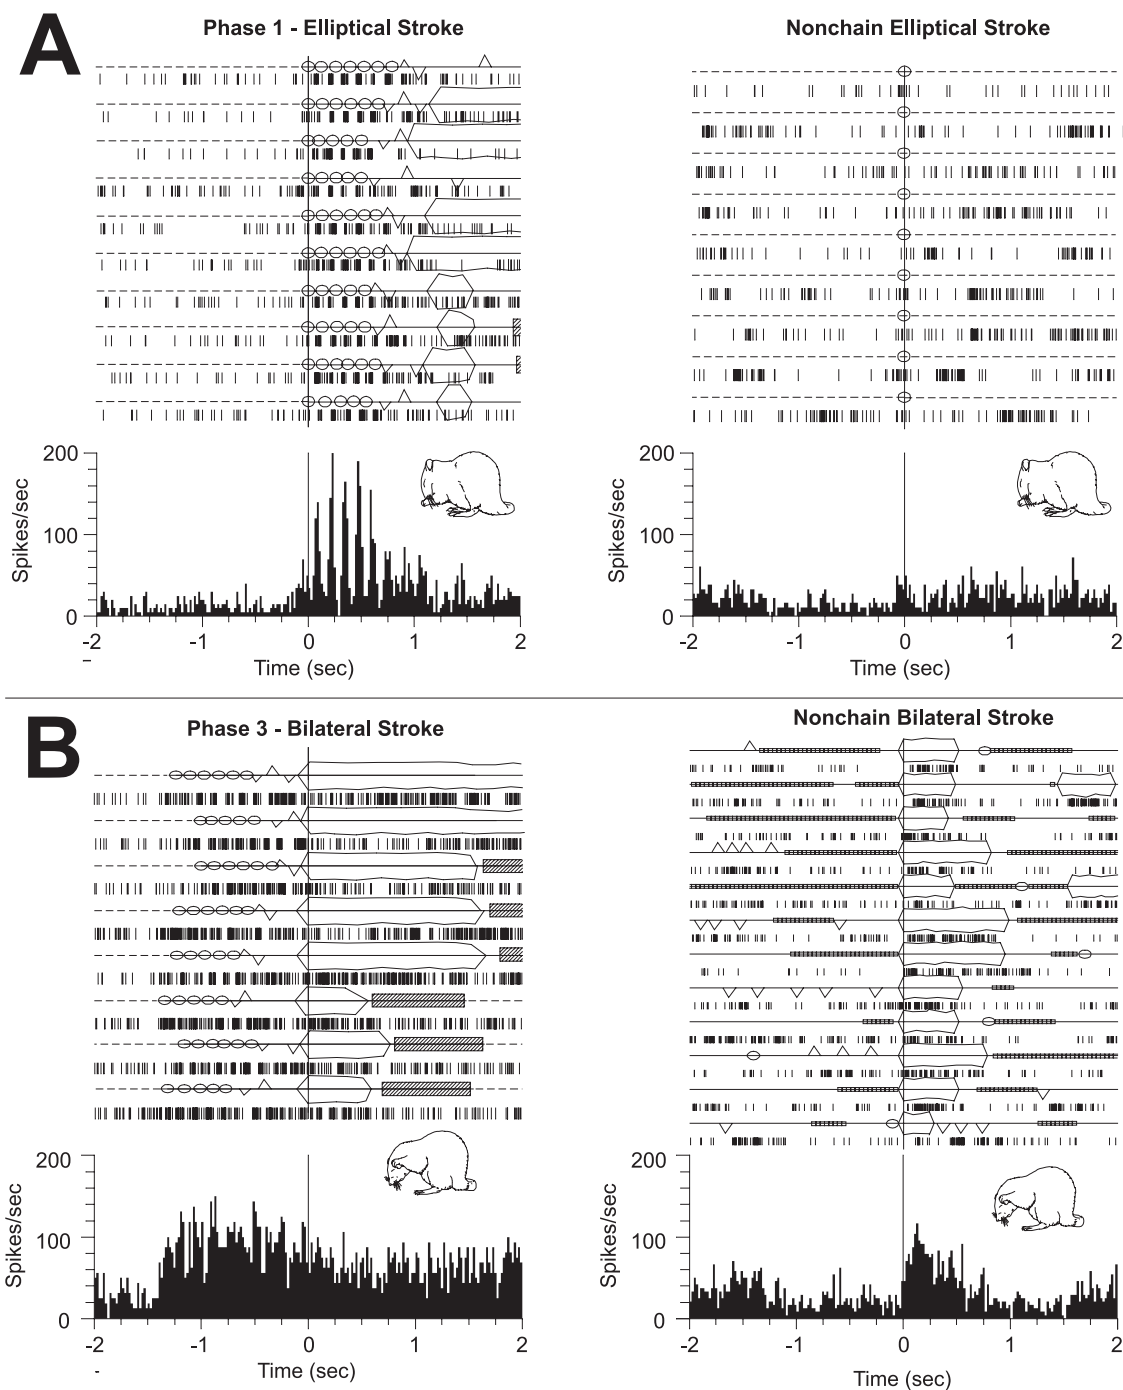 A
Phase 1 - Elliptical Stroke
Nonchain Elliptical Stroke
200
100
0
Spikes/sec
-2
-1
0
1
2
Time (sec)
200
100
0
Spikes/sec
-2
-1
0
1
2
Time (sec)
B
Phase 3 - Bilateral Stroke
Nonchain Bilateral Stroke
200
100
0
Spikes/sec
-2
-1
0
1
2
Time (sec)
200
100
0
Spikes/sec
-2
-1
0
1
2
Time (sec)